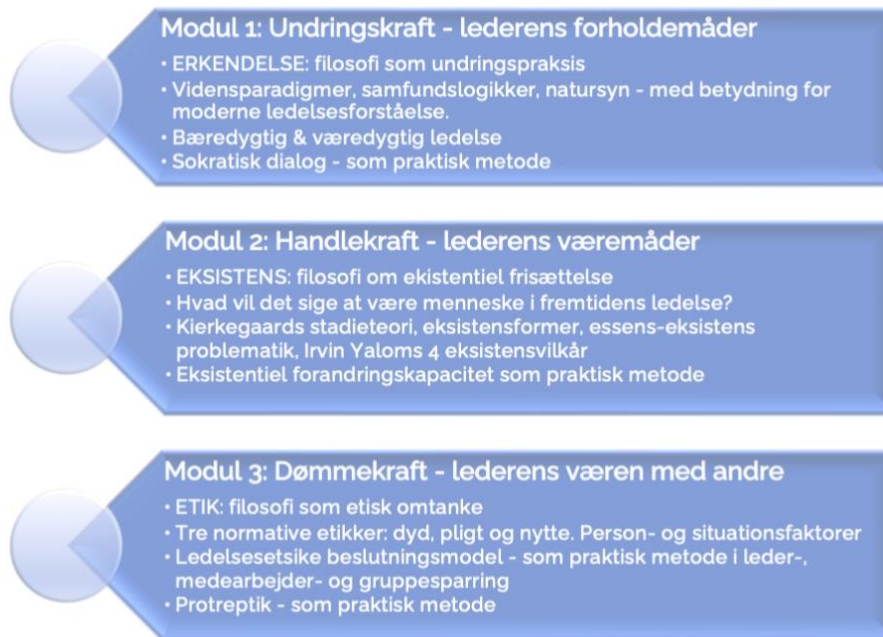 Modul 1: Undringskraft - lederens forholdemåder
• ERKENDELSE: filosofi som undringspraksis
• Vidensparadigmer, samfundslogikker, natursyn - med betydning for
moderne ledelsesforståelse.
• Bæredygtig & væredygtig ledelse
• Sokratisk dialog - som praktisk metode
Modul 2: Handlekraft - lederens væremåder
• EKSISTENS: filosofi om ekistentiel frisættelse
• Hvad vil det sige at være menneske i fremtidens ledelse?
• Kierkegaards stadieteori, eksistensformer, essens-eksistens
problematik, Irvin Yaloms 4 eksistensvilkår
• Eksistentiel forandringskapacitet som praktisk metode
Modul 3: Dømmekraft - lederens væren med andre
• ETIK: filosofi som etisk omtanke
• Tre normative etikker: dyd, pligt og nytte. Person- og situationsfaktorer
• Ledelsesetsike beslutningsmodel - som praktisk metode i leder-,
medearbejder- og gruppesparring
• Protreptik - som praktisk metode